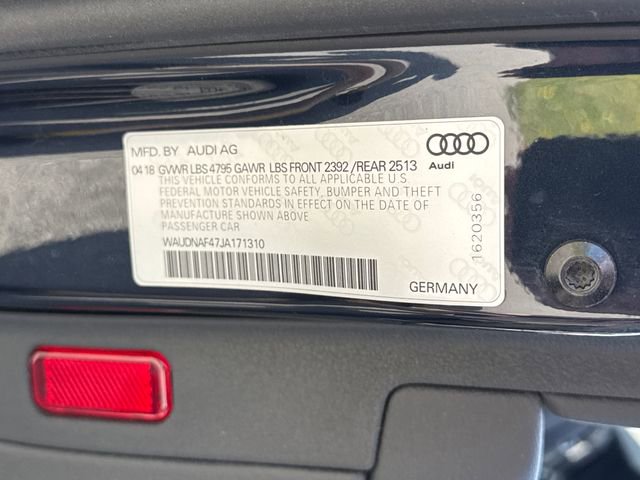 MFD. BY AUDI AG
04 18 GVWR LBS 4795 GAWR LBS FRONT 2392 /REAR 2513
THIS VEHICLE CONFORMS TO ALL APPLICABLE U.S.
FEDERAL MOTOR VEHICLE SAFETY, BUMPER AND THEFT
PREVENTION STANDARDS IN EFFECT ON THE DATE OF
MANUFACTURE SHOWN ABOVE
PASSENGER CAR
WAUDNAF47JA171310
Audi
1620356
GERMANY